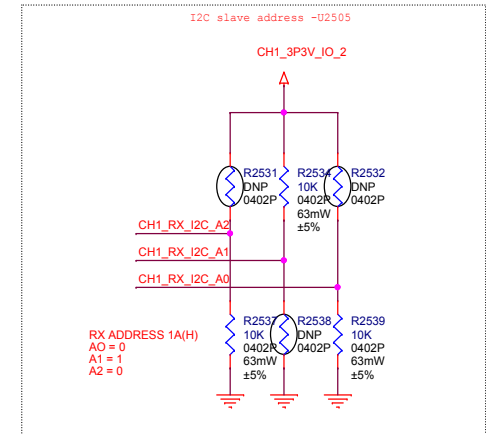 I2C slave address -U2505
CH1_3P3V_IO_2
R2531
DNP
0402P
R2534
10K
0402P
63mW
±5%
R2532
DNP
0402P
CH1_RX_I2C_A2
CH1_RX_I2C_A1
CH1_RX_I2C_A0
RX ADDRESS 1A(H)
AO = 0
A1 = 1
A2 = 0
R2537
10K
0402P
63mW
±5%
R2538
DNP
0402P
R2539
10K
0402P
63mW
±5%